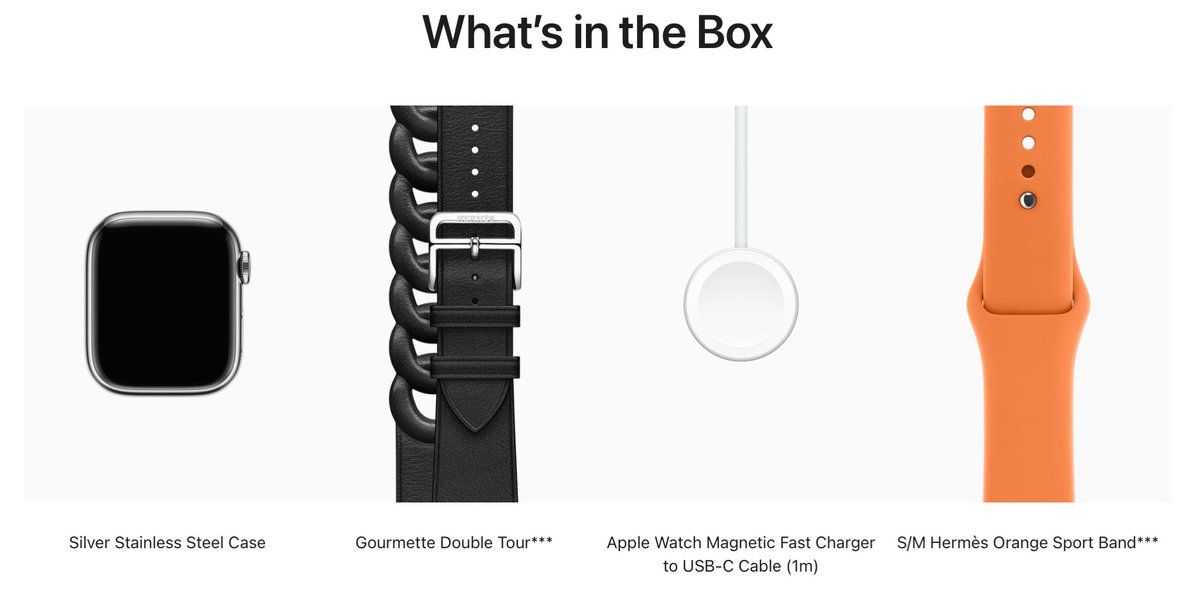 What's in the Box
HERMÈS
Silver Stainless Steel Case
Gourmette Double Tour***
Apple Watch Magnetic Fast Charger
to USB-C Cable (1m)
S/M Hermès Orange Sport Band***